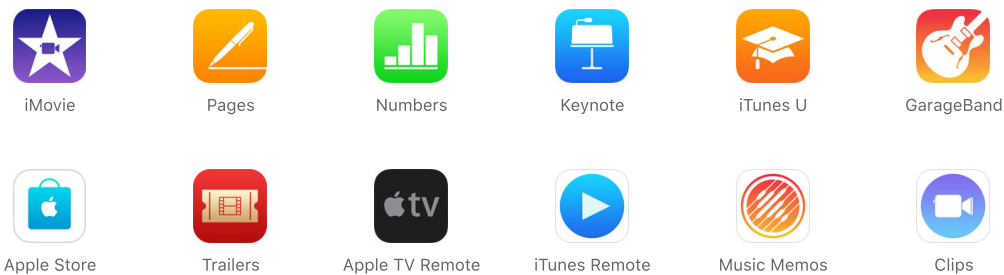 iMovie Pages Numbers Keynote iTunes U GarageBand
tv
Apple Store Trailers Apple TV Remote iTunes Remote Music Memos Clips